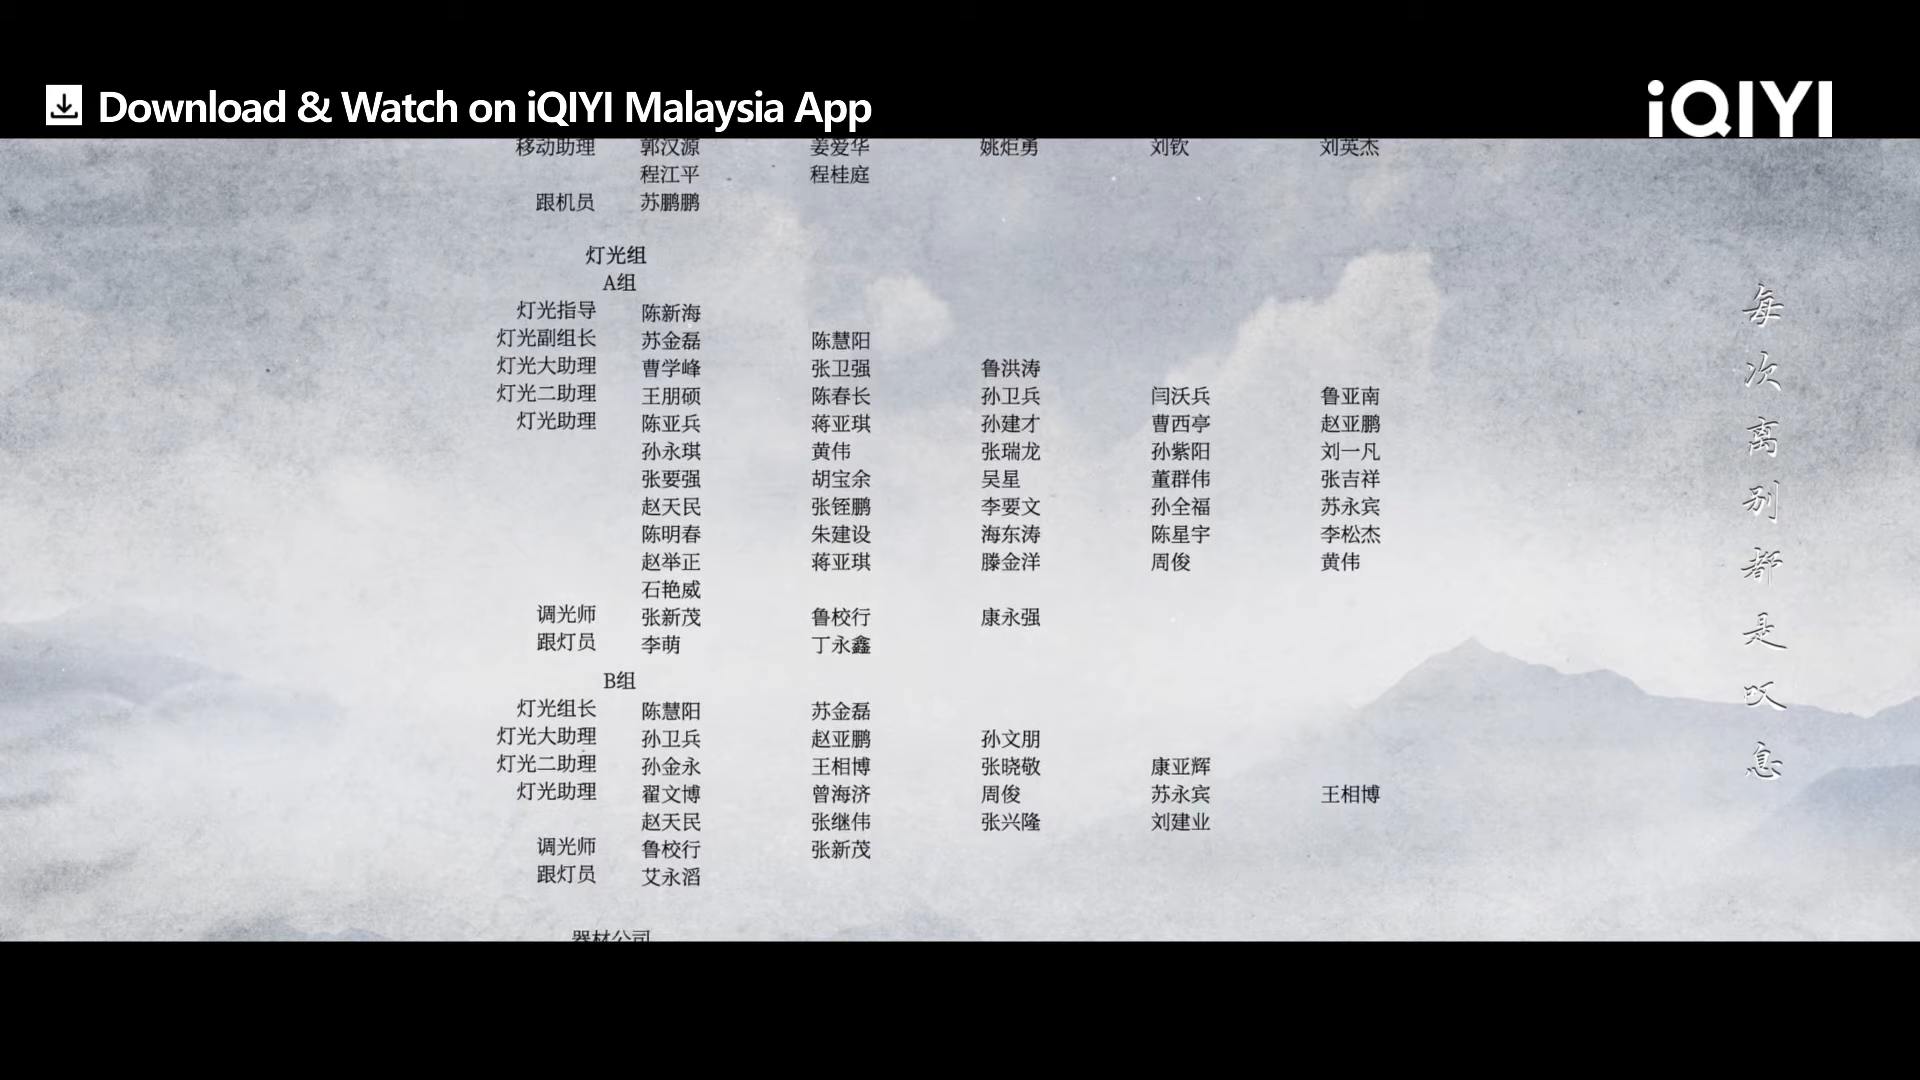 Download & Watch on iQIYI Malaysia App
iQIYI
移动助理 郭汉源 姜爱华 姚炬勇 刘钦 刘英杰
程江平 程桂庭
跟机员 苏鹏鹏
灯光组
A组
灯光指导 陈新海
灯光副组长 苏金磊 陈慧阳
灯光大助理 曹学峰 张卫强 鲁洪涛
灯光二助理 王朋硕 陈春长 孙卫兵 闫沃兵 鲁亚南
灯光助理 陈亚兵 蒋亚琪 孙建才 曹西亭 赵亚鹏
孙永琪 黄伟 张瑞龙 孙紫阳 刘一凡
张要强 胡宝余 吴星 董群伟 张吉祥
赵天民 张铚鹏 李要文 孙全福 苏永宾
陈明春 朱建设 海东涛 陈星宇 李松杰
赵举正 蒋亚琪 滕金洋 周俊 黄伟
石艳威
调光师 张新茂 鲁校行 康永强
跟灯员 李萌 丁永鑫
B组
灯光组长 陈慧阳 苏金磊
灯光大助理 孙卫兵 赵亚鹏 孙文朋
灯光二助理 孙金永 王相博 张晓敬 康亚辉
灯光助理 翟文博 曾海济 周俊 苏永宾 王相博
赵天民 张继伟 张兴隆 刘建业
调光师 鲁校行 张新茂
跟灯员 艾永滔
器材公司
每次离别都是叹息